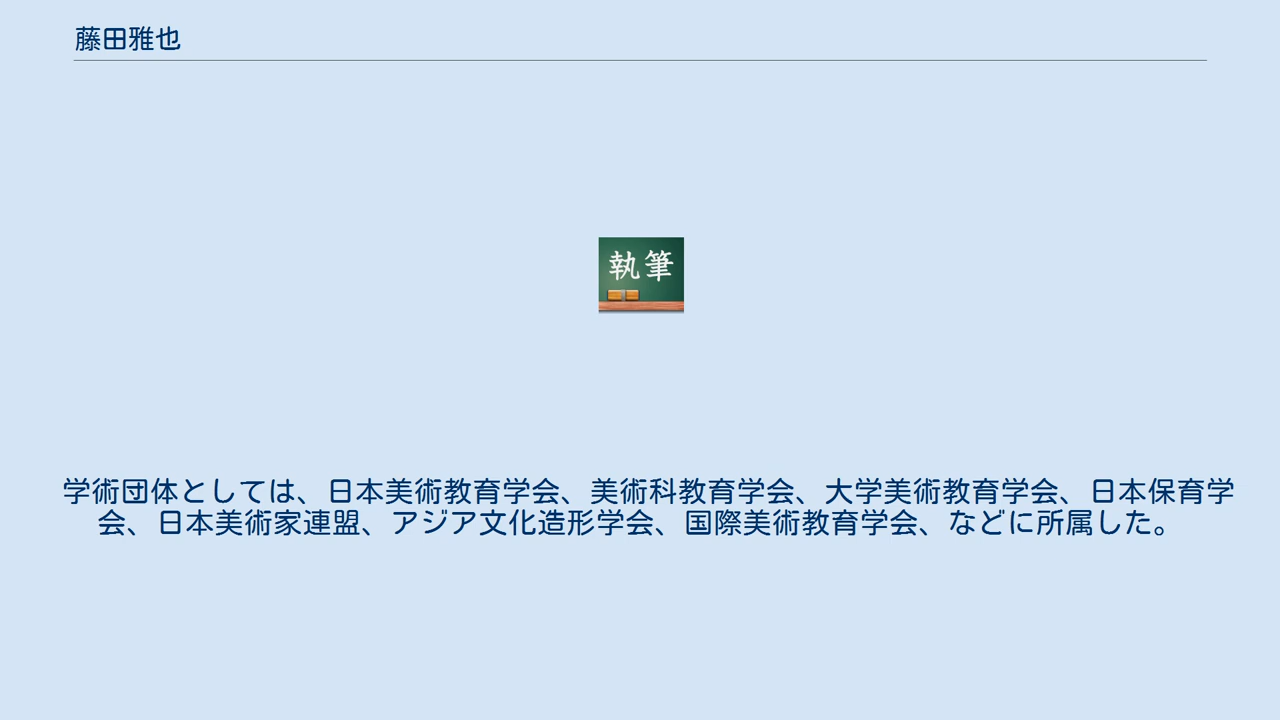 藤田雅也
執筆
学術団体としては、日本美術教育学会、美術科教育学会、大学美術教育学会、日本保育学
会、日本美術家連盟、アジア文化造形学会、国際美術教育学会、などに所属した。